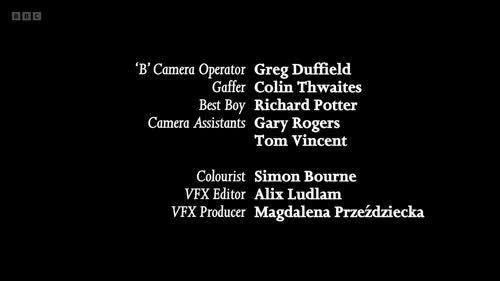 BBC
'B' Camera Operator Greg Duffield
Gaffer Colin Thwaites
Best Boy Richard Potter
Camera Assistants Gary Rogers
Tom Vincent
Colourist Simon Bourne
VFX Editor Alix Ludlam
VFX Producer Magdalena Przeździecka